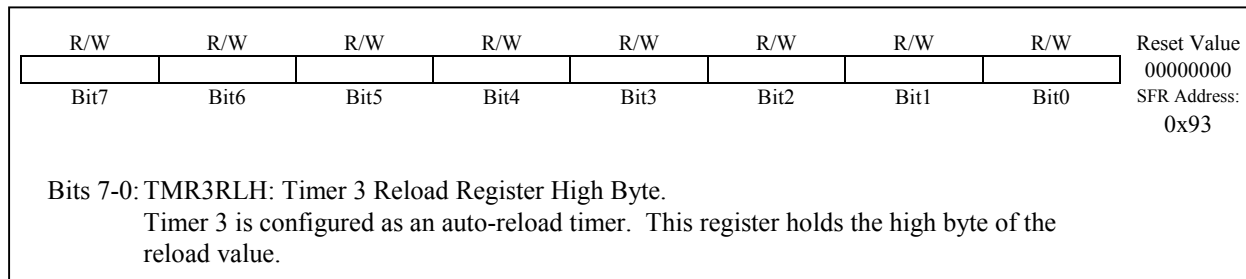 R/W R/W R/W R/W R/W R/W R/W R/W Reset Value
00000000
Bit7 Bit6 Bit5 Bit4 Bit3 Bit2 Bit1 Bit0 SFR Address:
0x93
Bits 7-0: TMR3RLH: Timer 3 Reload Register High Byte.
Timer 3 is configured as an auto-reload timer. This register holds the high byte of the
reload value.